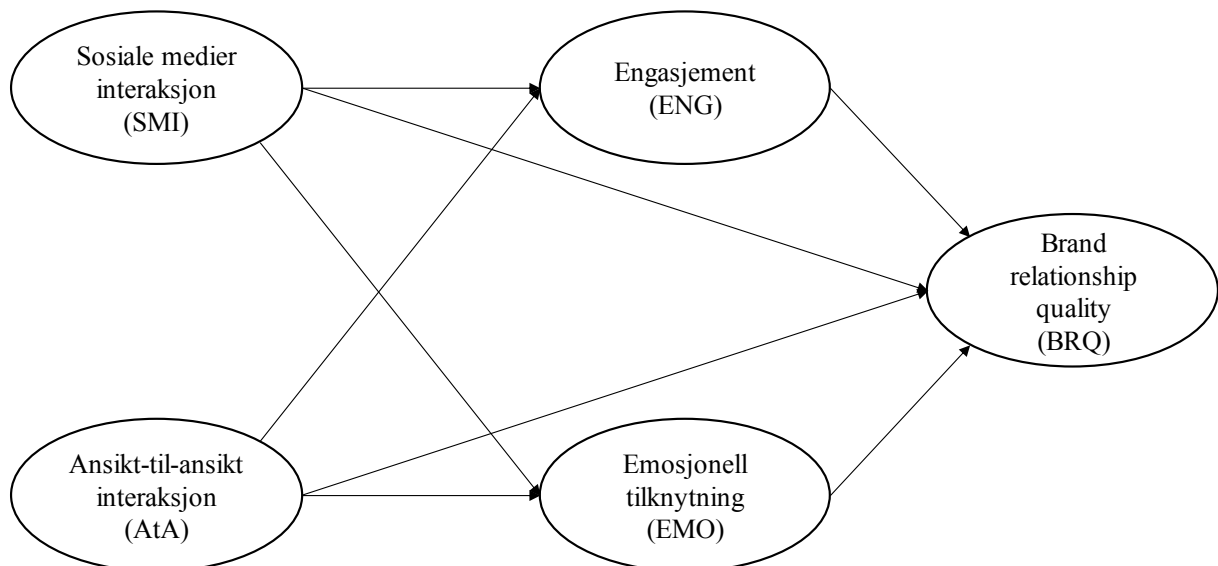 Sosiale medier
interaksjon
(SMI)
Engasjement
(ENG)
Brand
relationship
quality
(BRQ)
Ansikt-til-ansikt
interaksjon
(AtA)
Emosjonell
tilknytning
(EMO)